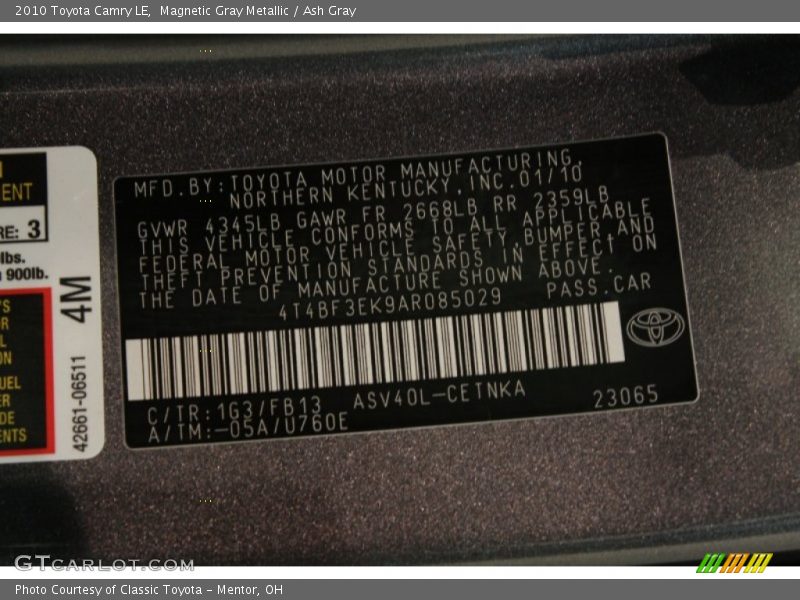 2010 Toyota Camry LE, Magnetic Gray Metallic / Ash Gray
MFD.BY:TOYOTA MOTOR MANUFACTURING,
NORTHERN KENTUCKY,INC.01/10
GVWR 4345LB GAWR FR 2668LB RR 2359LB
THIS VEHICLE CONFORMS TO ALL APPLICABLE
FEDERAL MOTOR VEHICLE SAFETY,BUMPER,AND
THEFT PREVENTION STANDARDS IN EFFECT ON
THE DATE OF MANUFACTURE SHOWN ABOVE.
4T4BF3EK9AR085029 PASS.CAR
C/TR:1G3/FB13 ASV40L-CETNKA 23065
A/TM:-05A/U760E
ENT
RE: 3
lbs.
900lb.
4M
42661-06511
GTCARLOT.COM
Photo Courtesy of Classic Toyota - Mentor, OH